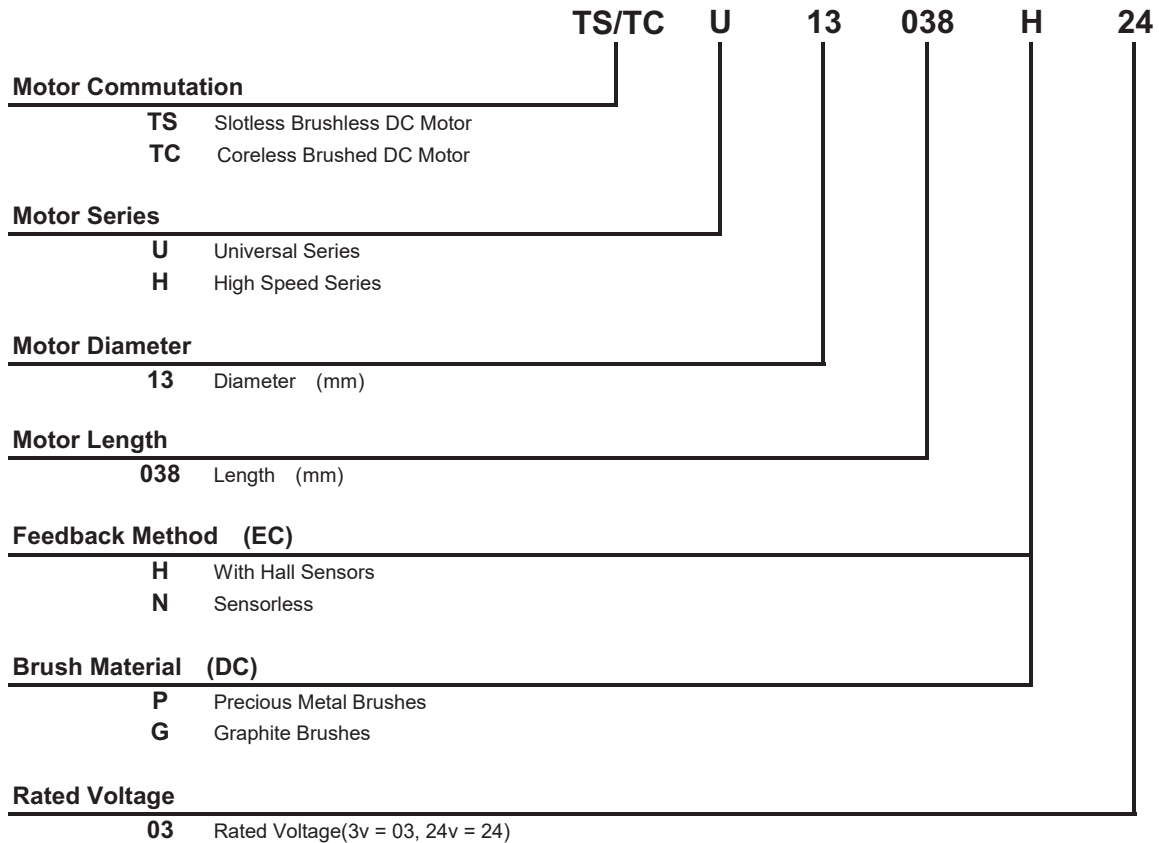 TS/TC U 13 038 H 24
Motor Commutation
TS Slotless Brushless DC Motor
TC Coreless Brushed DC Motor
Motor Series
U Universal Series
H High Speed Series
Motor Diameter
13 Diameter (mm)
Motor Length
038 Length (mm)
Feedback Method (EC)
H With Hall Sensors
N Sensorless
Brush Material (DC)
P Precious Metal Brushes
G Graphite Brushes
Rated Voltage
03 Rated Voltage(3v = 03, 24v = 24)